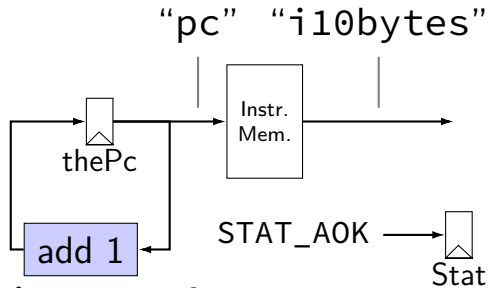 “pc” “i10bytes”
Instr.
Mem.
thePc
add 1
STAT_AOK
Stat